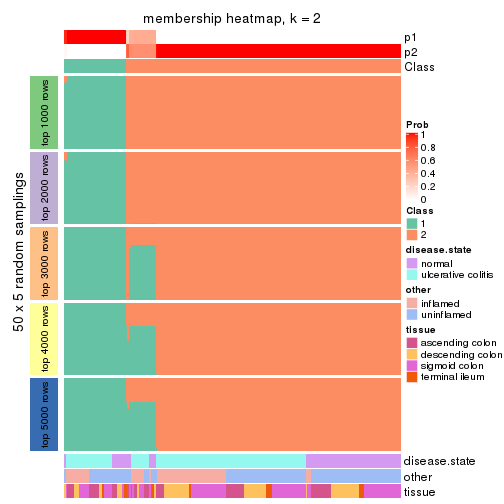 membership heatmap, k = 2
p1
p2
Class
50 x 5 random samplings
top 1000 rows
top 2000 rows
top 3000 rows
top 4000 rows
top 5000 rows
disease.state
other
tissue
Prob
1
0.8
0.6
0.4
0.2
0
Class
1
2
disease.state
normal
ulcerative colitis
other
inflamed
uninflamed
tissue
ascending colon
descending colon
sigmoid colon
terminal ileum